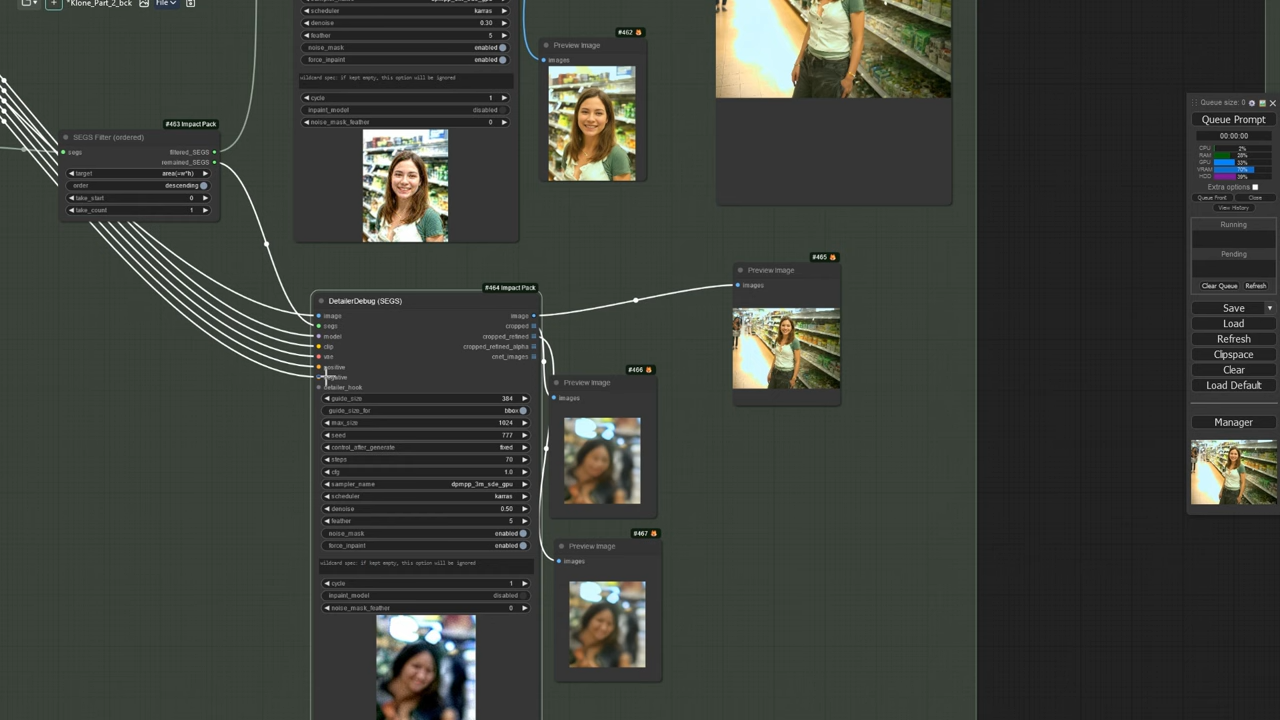 *Klone_Part_2_bck
File
scheduler karras
denoise 0.30
feather 5
noise_mask enabled
force_inpaint enabled
wildcard spec: if kept empty, this option will be ignored
cycle 1
inpaint_model disabled
noise_mask_feather 0
#462
Preview Image
images
#463 Impact Pack
SEGS Filter (ordered)
segs filtered_SEGS
remained_SEGS
target area(=w*h)
order descending
take_start 0
take_count 1
#464 Impact Pack
DetailerDebug (SEGS)
image image
segs cropped
model cropped_refined
clip cropped_refined_alpha
vae cnet_images
positive
detailer_hook
guide_size 384
guide_size_for bbox
max_size 1024
seed 777
control_after_generate fixed
steps 70
cfg 1.0
sampler_name dpmpp_3m_sde_gpu
scheduler karras
denoise 0.50
feather 5
noise_mask enabled
force_inpaint enabled
wildcard spec: if kept empty, this option will be ignored
cycle 1
inpaint_model disabled
noise_mask_feather 0
#465
Preview Image
images
#466
Preview Image
images
#467
Preview Image
images
Queue size: 0
Queue Prompt
00:00:00
CPU 2%
RAM 28%
GPU 33%
VRAM 70%
HDD 39%
Extra options
Queue Front Close
View History
Running
Pending
Clear Queue Refresh
Save
Load
Refresh
Clipspace
Clear
Load Default
Manager